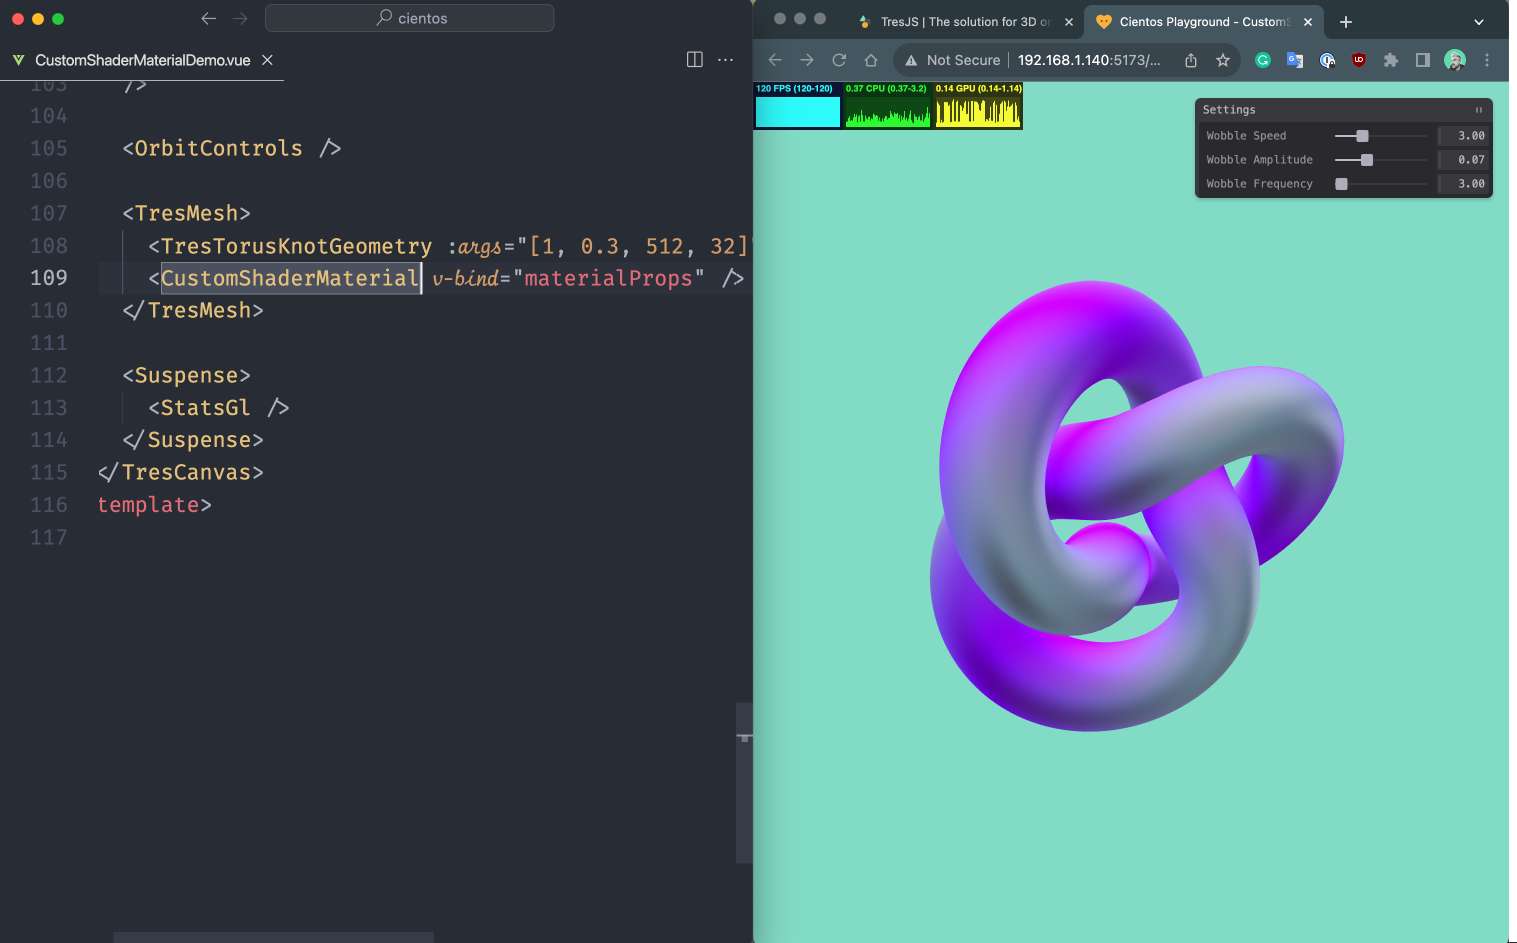 cientos
CustomShaderMaterialDemo.vue
103 />
104
105 <OrbitControls />
106
107 <TresMesh>
108 <TresTorusKnotGeometry :args="[1, 0.3, 512, 32]"
109 <CustomShaderMaterial v-bind="materialProps" />
110 </TresMesh>
111
112 <Suspense>
113 <StatsGl />
114 </Suspense>
115 </TresCanvas>
116 template>
117
TresJS | The solution for 3D on
Cientos Playground - CustomS
Not Secure 192.168.1.140:5173/...
120 FPS (120-120) 0.37 CPU (0.37-3.2) 0.14 GPU (0.14-1.14)
Settings
Wobble Speed 3.00
Wobble Amplitude 0.07
Wobble Frequency 3.00